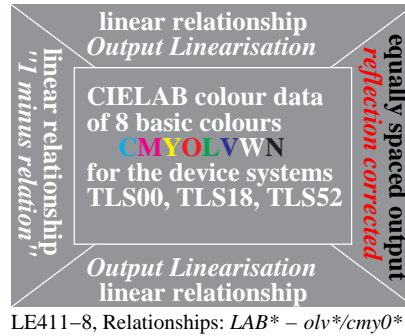 linear relationship
Output Linearisation
linear relationship
"1 minus relation"
CIELAB colour data
of 8 basic colours
CMYOLVWN
for the device systems
TLS00, TLS18, TLS52
equally spaced output
reflection corrected
Output Linearisation
linear relationship
LE411−8, Relationships: LAB* − olv*/cmy0*